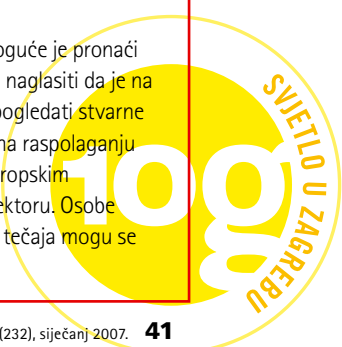 oguće je pronaći
naglasiti da je na
pogledati stvarne
na raspolaganju
ropskim
ektoru. Osobe
tečaja mogu se
10g
SVJETLO U ZAGREBU
(232), siječanj 2007. 41